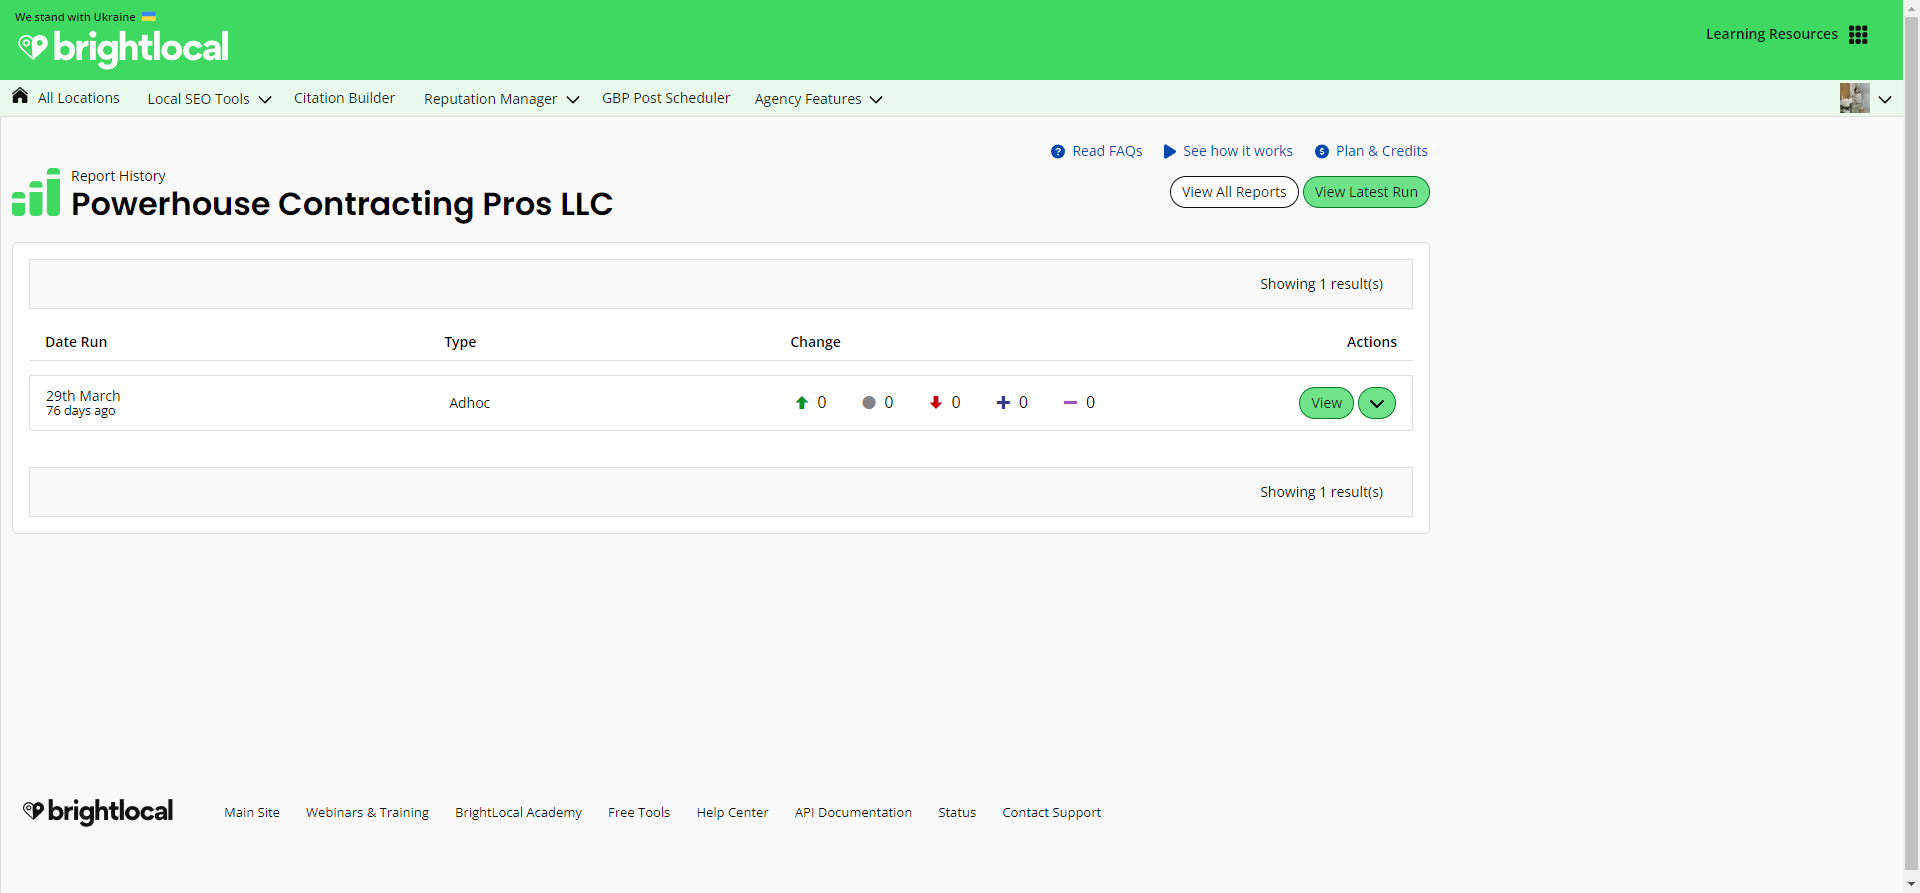 We stand with Ukraine
brightlocal
Learning Resources
All Locations
Local SEO Tools
Citation Builder
Reputation Manager
GBP Post Scheduler
Agency Features
Read FAQs
See how it works
Plan & Credits
Report History
Powerhouse Contracting Pros LLC
View All Reports
View Latest Run
Showing 1 result(s)
Date Run
Type
Change
Actions
29th March
76 days ago
Adhoc
0
0
0
0
0
View
Showing 1 result(s)
brightlocal
Main Site
Webinars & Training
BrightLocal Academy
Free Tools
Help Center
API Documentation
Status
Contact Support